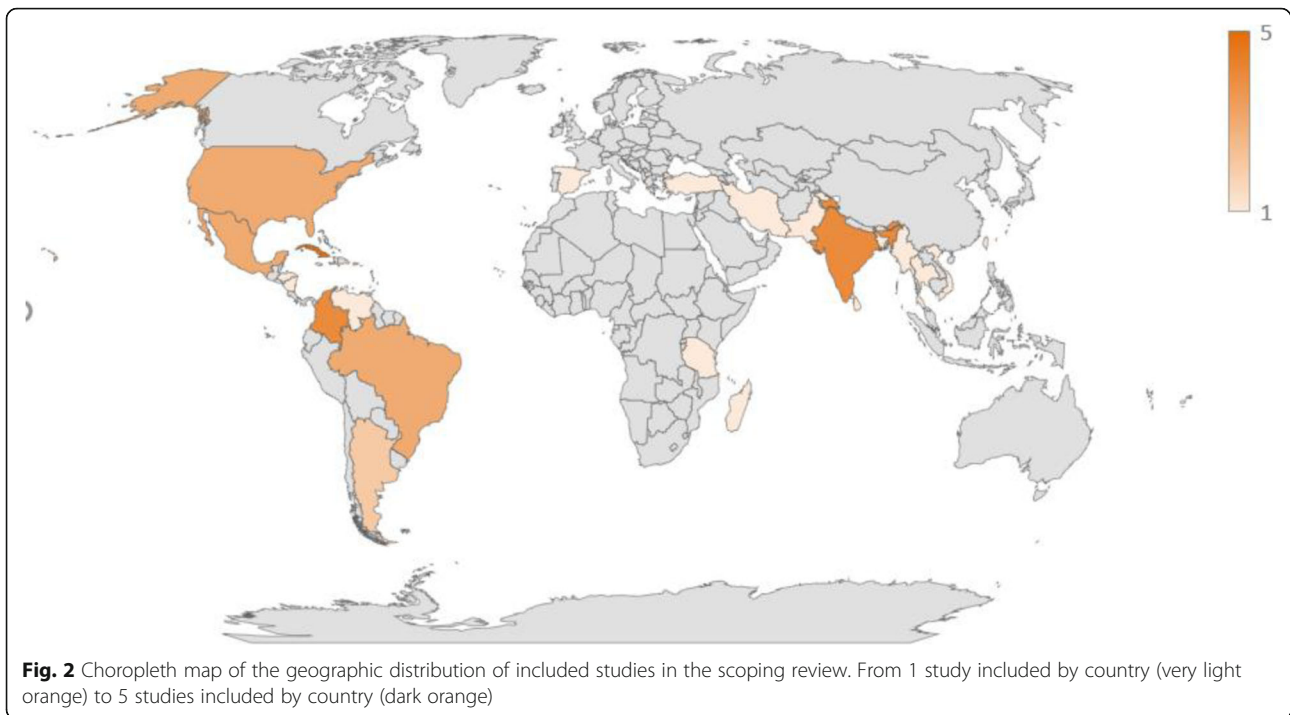 5
1
Fig. 2 Choropleth map of the geographic distribution of included studies in the scoping review. From 1 study included by country (very light
orange) to 5 studies included by country (dark orange)